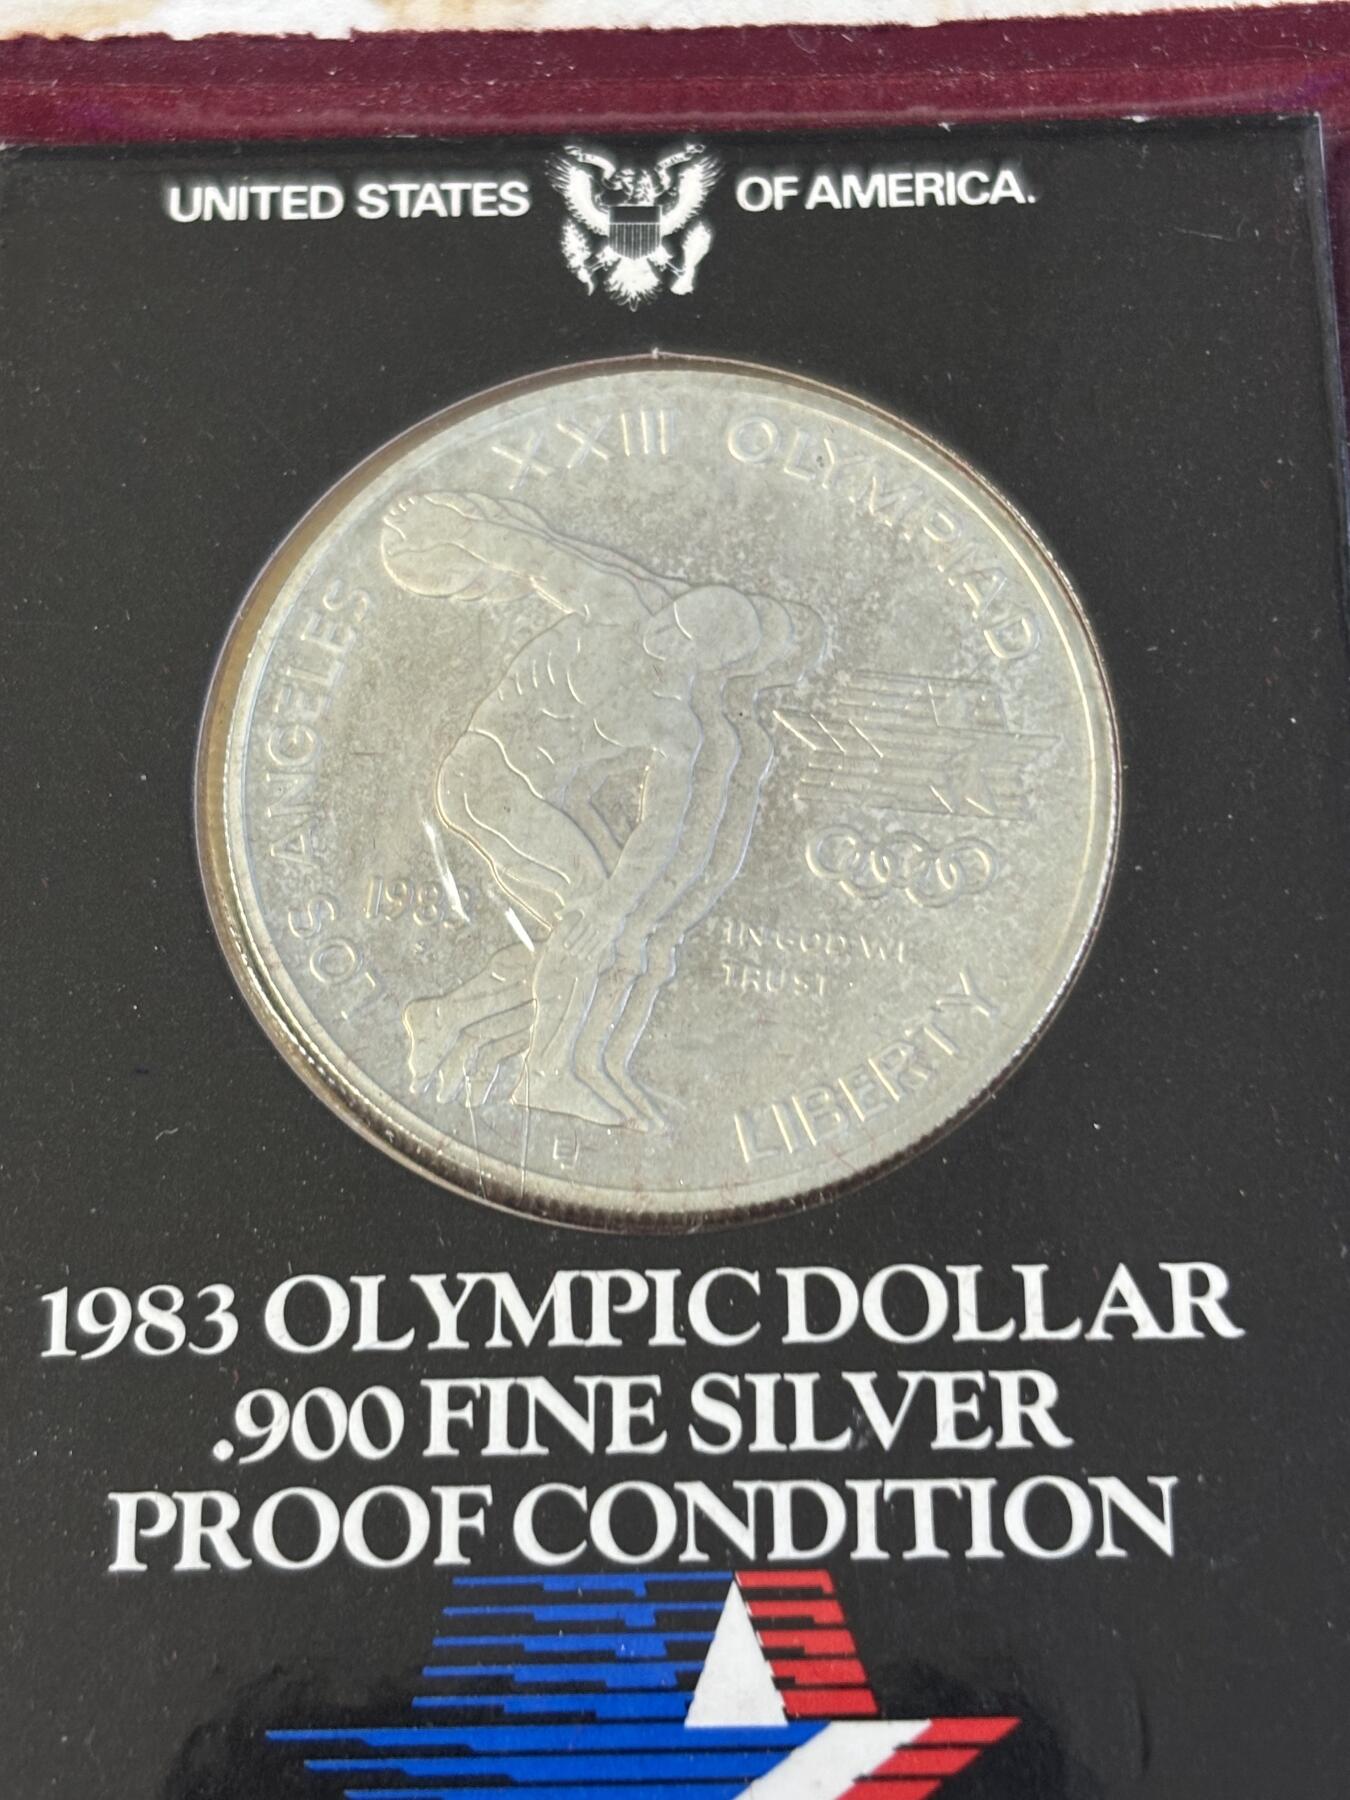 UNITED STATES OF AMERICA.
XXIII OLYMPIAD
LOS ANGELES
1983
IN GOD WE
TRUST
LIBERTY
1983 OLYMPIC DOLLAR
.900 FINE SILVER
PROOF CONDITION